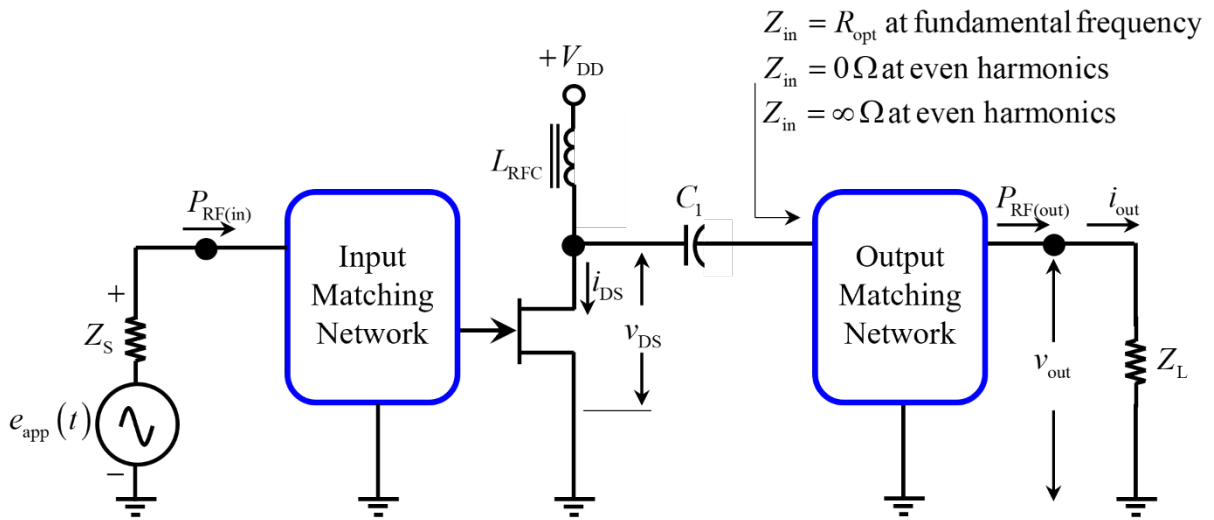 Z_in = R_opt at fundamental frequency
Z_in = 0 Ω at even harmonics
Z_in = ∞ Ω at even harmonics
+V_DD
L_RFC
P_RF(in)
C_1
P_RF(out)
i_out
Input
Matching
Network
Output
Matching
Network
i_DS
v_DS
+
Z_S
e_app (t)
−
v_out
Z_L